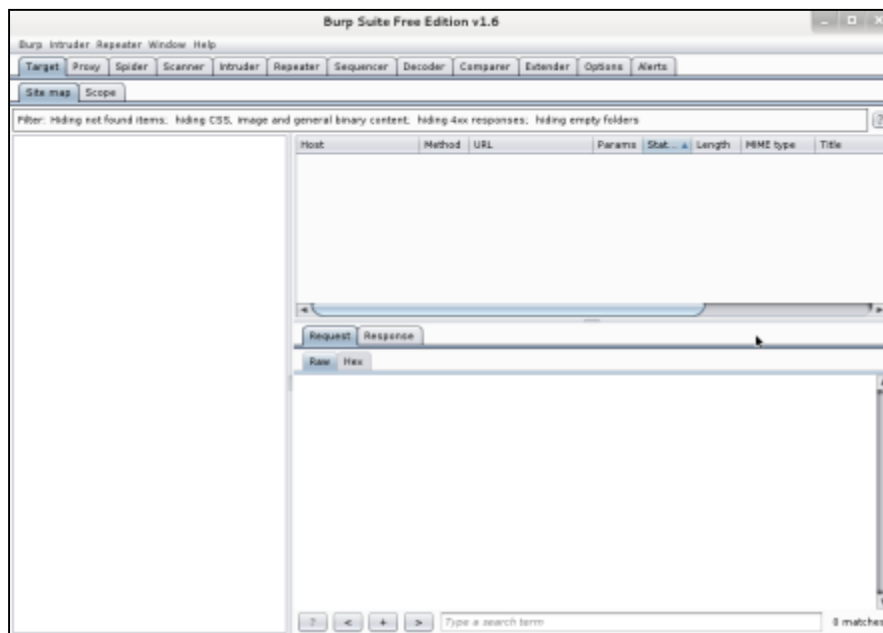 Burp Suite Free Edition v1.6
Burp Intruder Repeater Window Help
Target Proxy Spider Scanner Intruder Repeater Sequencer Decoder Comparer Extender Options Alerts
Site map Scope
Filter: Hiding not found items; hiding CSS, image and general binary content; hiding 4xx responses; hiding empty folders
?
Host Method URL Params Stat... Length MIME type Title
Request Response
Raw Hex
? < + > Type a search term 0 matches